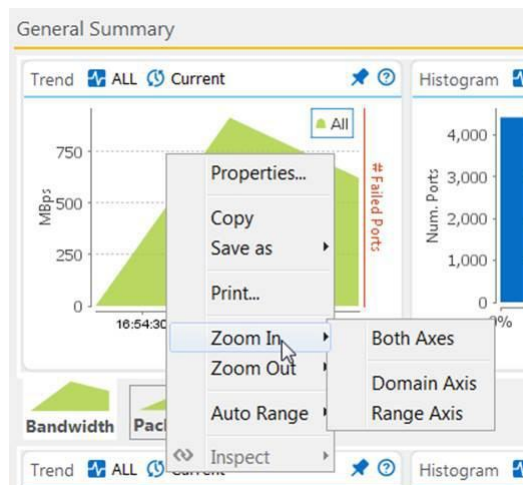 General Summary
Trend ALL Current
Histogram
All
750
500
250
0
MBps
16:54:30
# Failed Ports
4,000
3,000
2,000
1,000
0
Num. Ports
%
Properties...
Copy
Save as
Print...
Zoom In
Zoom Out
Auto Range
Inspect
Both Axes
Domain Axis
Range Axis
Bandwidth
Pac
Trend ALL
Histogram